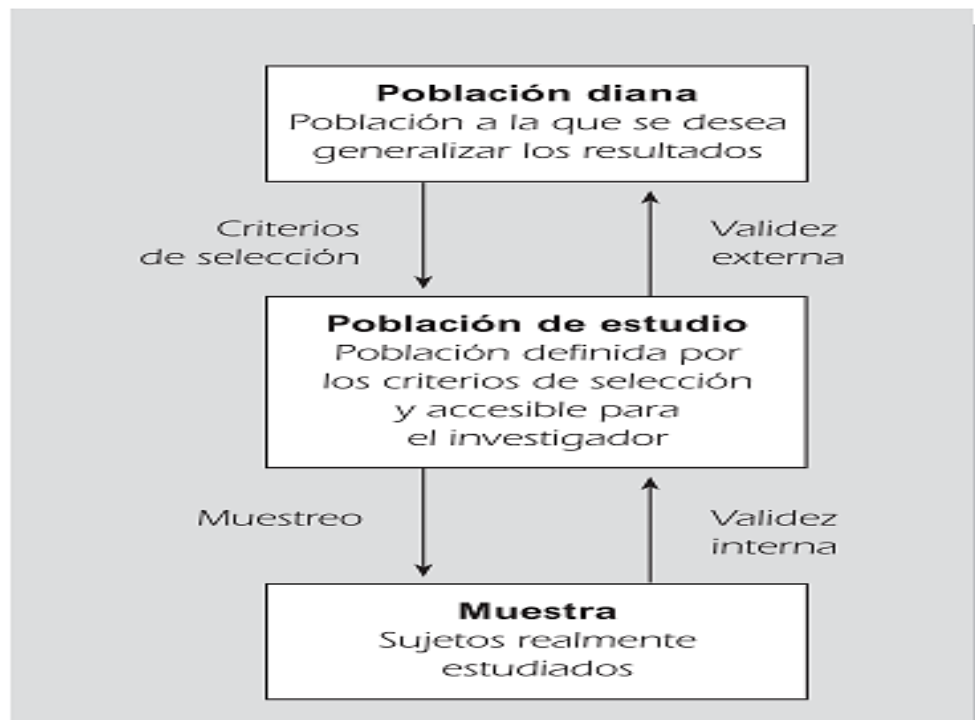 Población diana
Población a la que se desea
generalizar los resultados
Criterios
de selección
Validez
externa
Población de estudio
Población definida por
los criterios de selección
y accesible para
el investigador
Muestreo
Validez
interna
Muestra
Sujetos realmente
estudiados